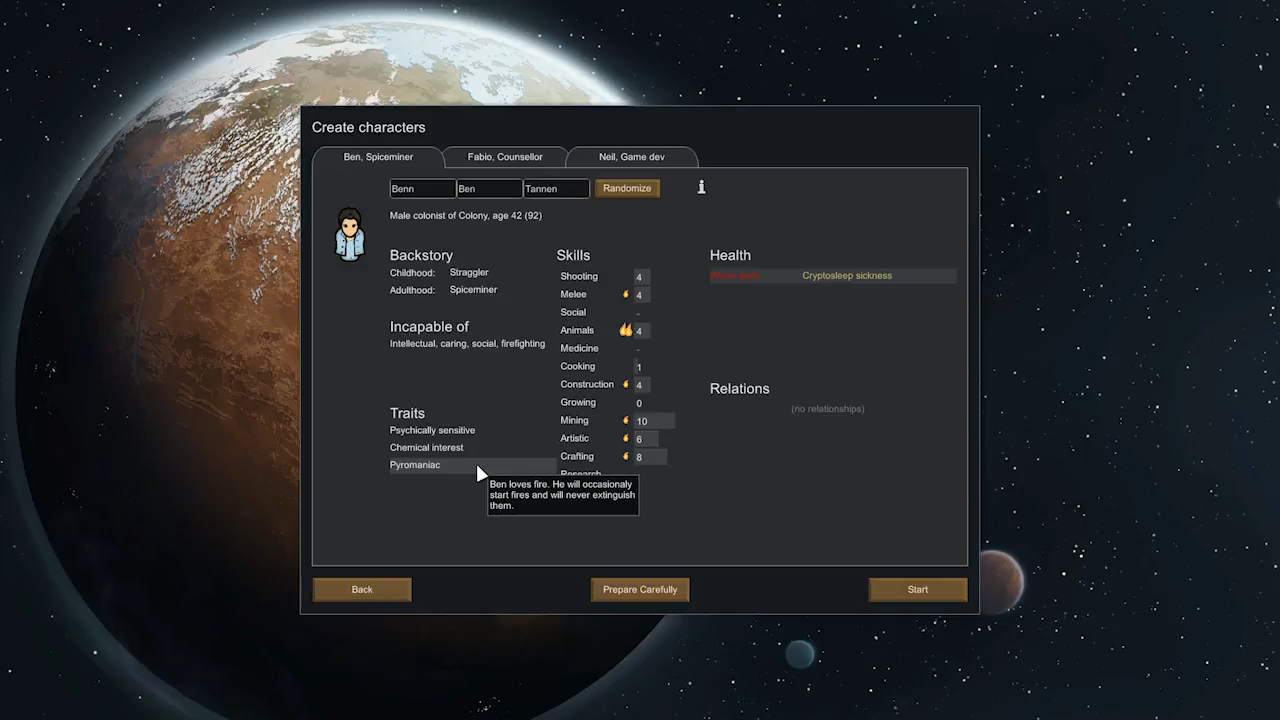 Create characters
Ben, Spiceminer
Fabio, Counsellor
Neil, Game dev
Benn
Ben
Tannen
Randomize
Male colonist of Colony, age 42 (92)
Backstory
Childhood: Straggler
Adulthood: Spiceminer
Incapable of
Intellectual, caring, social, firefighting
Traits
Psychically sensitive
Chemical interest
Pyromaniac
Ben loves fire. He will occasionaly
start fires and will never extinguish
them.
Skills
Shooting 4
Melee 4
Social -
Animals 4
Medicine -
Cooking 1
Construction 4
Growing 0
Mining 10
Artistic 6
Crafting 8
Research
Health
Whole body Cryptosleep sickness
Relations
(no relationships)
Back
Prepare Carefully
Start